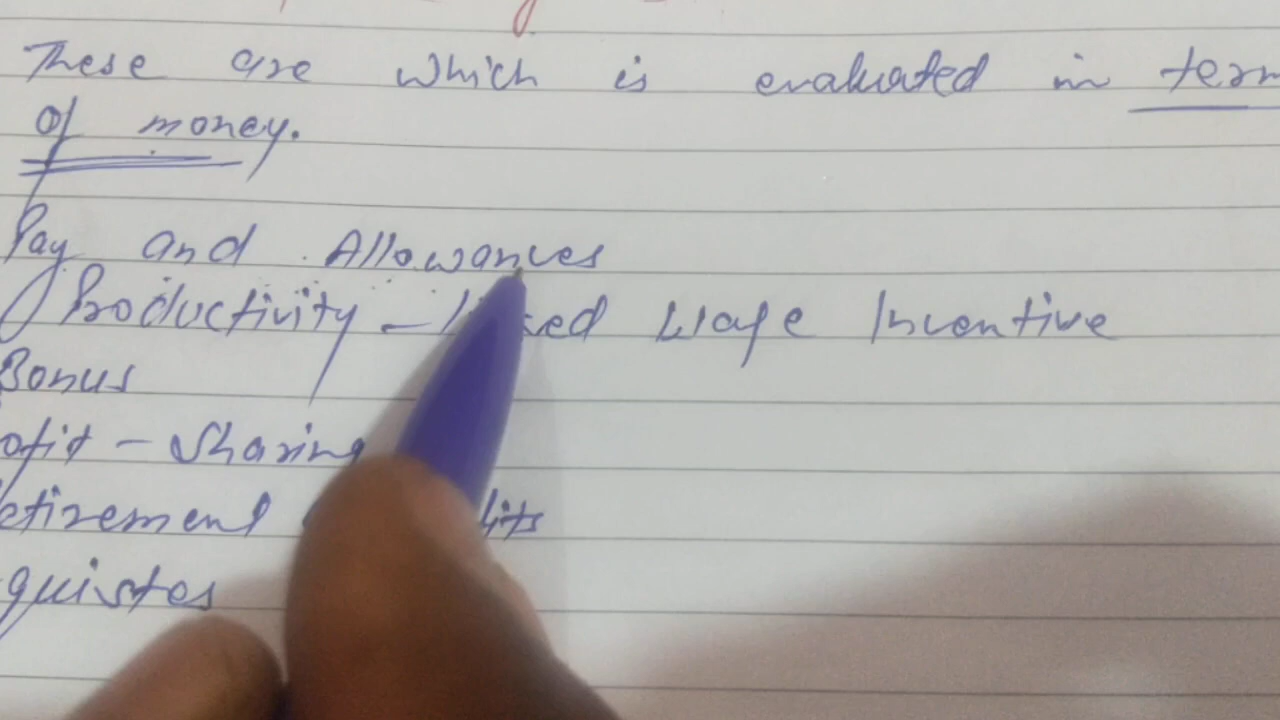 These are which is evaluated in term
of money.
Pay and Allowances
Productivity - ed Wage Incentive
Bonus
ofit - Sharing
etirement its
quistes